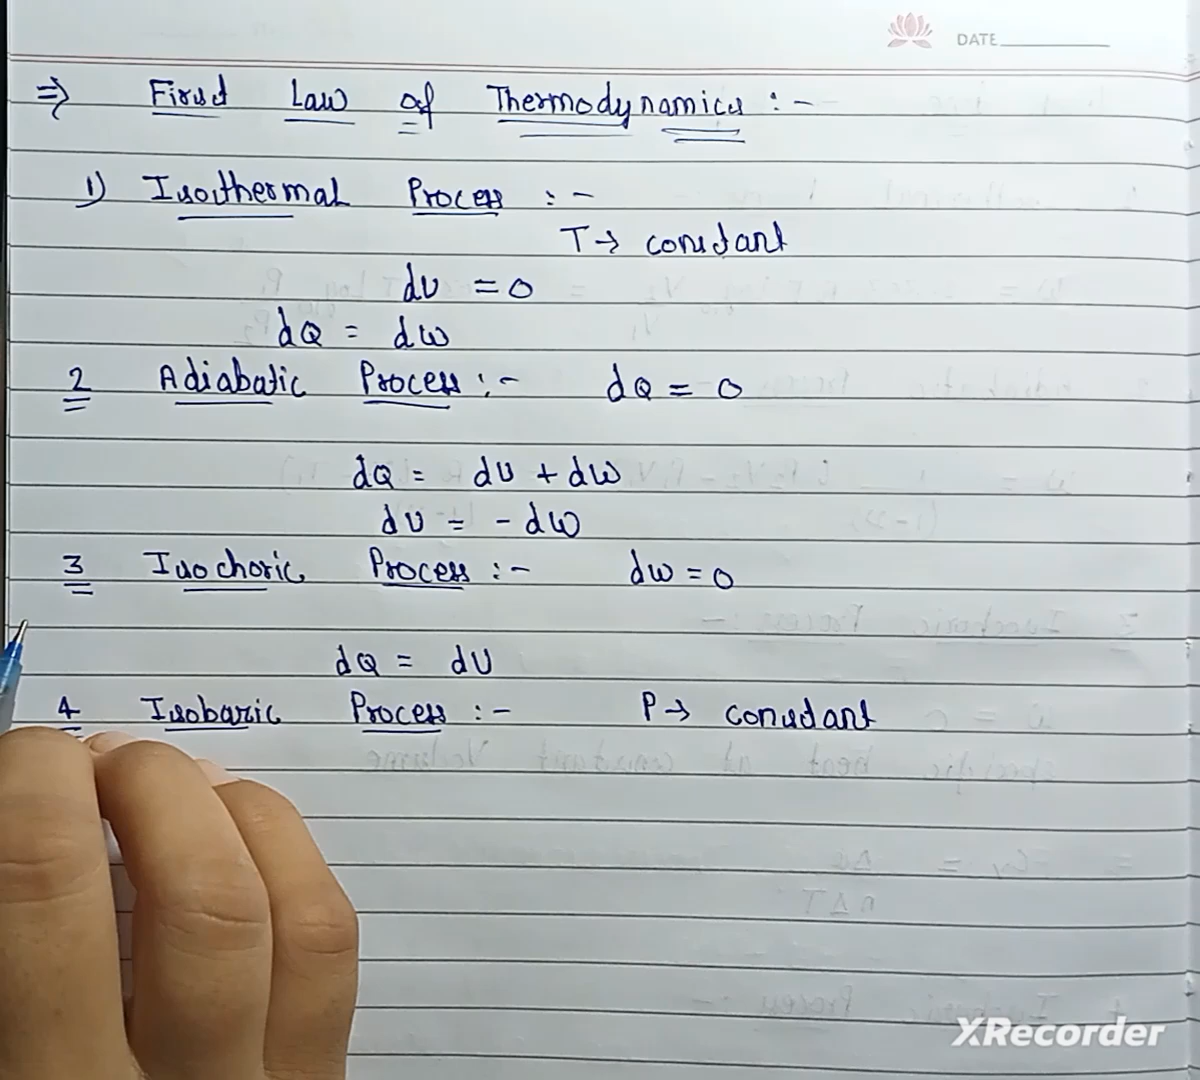 DATE
⇒ First Law of Thermodynamics :-
1) Isothermal Process :-
T → constant
dU = 0
dQ = dW
2 Adiabatic Process :- dQ = 0
dQ = dU + dW
dU = - dW
3 Isochoric Process :- dW = 0
dQ = dU
4 Isobaric Process :- P → constant
XRecorder